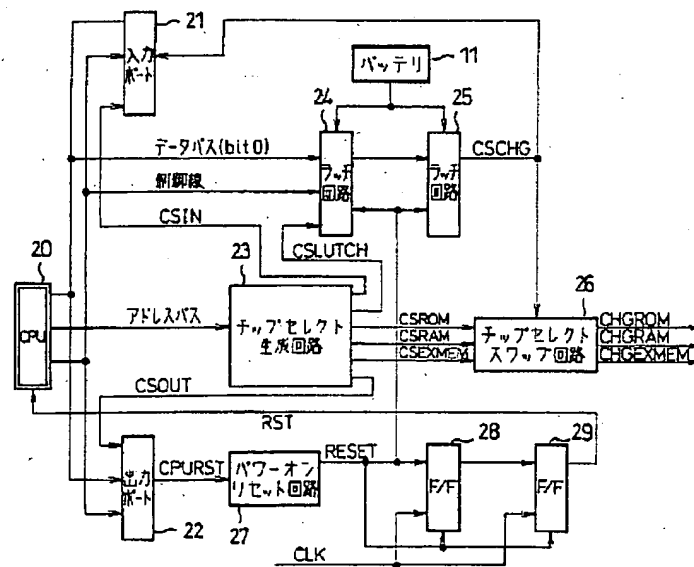 21
入力
ポート
バッテリ
11
24
25
データバス(bit0)
ラッチ
回路
ラッチ
回路
CSCHG
制御線
CSIN
CSLUTCH
20
CPU
23
アドレスバス
チップセレクト
生成回路
CSROM
CSRAM
CSEXMEM
26
チップセレクト
スワップ回路
CHGROM
CHGRAM
CHGEXMEM
CSOUT
RST
出力
ポート
22
CPURST
パワーオン
リセット回路
27
RESET
28
F/F
29
F/F
CLK